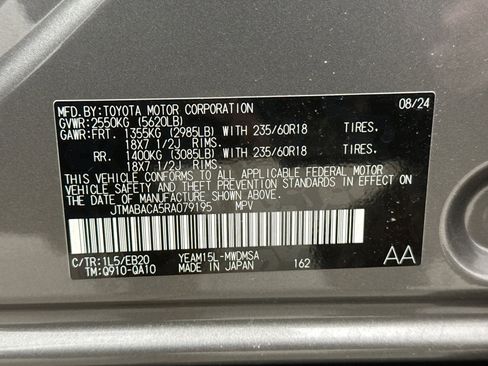 MFD.BY:TOYOTA MOTOR CORPORATION 08/24
GVWR:2550KG (5620LB)
GAWR:FRT. 1355KG (2985LB) WITH 235/60R18 TIRES.
18X7 1/2J RIMS.
RR. 1400KG (3085LB) WITH 235/60R18 TIRES.
18X7 1/2J RIMS.
THIS VEHICLE CONFORMS TO ALL APPLICABLE FEDERAL MOTOR
VEHICLE SAFETY STANDARDS IN EFFECT ON
THE DATE OF MANUFACTURE SHOWN ABOVE.
JTMABACA5RA079195 MPV
C/TR:1L5/EB20 YEAM15L-MWDMSA AA
TM:Q910-QA10 MADE IN JAPAN 162